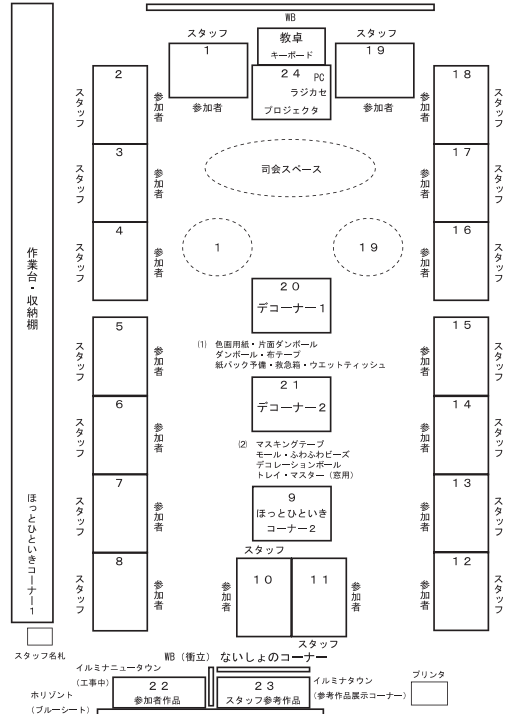 WB
スタッフ
1
参加者
教卓
キーボード
24 PC
ラジカセ
プロジェクタ
スタッフ
19
参加者
司会スペース
1
19
作業台・収納棚
ほっとひといきコーナー1
スタッフ名札
スタッフ
2
参加者
スタッフ
3
参加者
スタッフ
4
参加者
スタッフ
5
参加者
スタッフ
6
参加者
スタッフ
7
参加者
スタッフ
8
参加者
20
デコーナー1
(1) 色画用紙・片面ダンボール
ダンボール・布テープ
紙パック予備・救急箱・ウエットティッシュ
21
デコーナー2
(2) マスキングテープ
モール・ふわふわビーズ
デコレーションボール
トレイ・マスター（窓用）
9
ほっとひといき
コーナー2
スタッフ
参加者
10
11
参加者
スタッフ
参加者
18
スタッフ
参加者
17
スタッフ
参加者
16
スタッフ
参加者
15
スタッフ
参加者
14
スタッフ
参加者
13
スタッフ
参加者
12
スタッフ
WB（衝立） ないしょのコーナー
イルミナニュータウン
（工事中）
22
参加者作品
23
スタッフ参考作品
イルミナタウン
（参考作品展示コーナー）
プリンタ
ホリゾント
（ブルーシート）